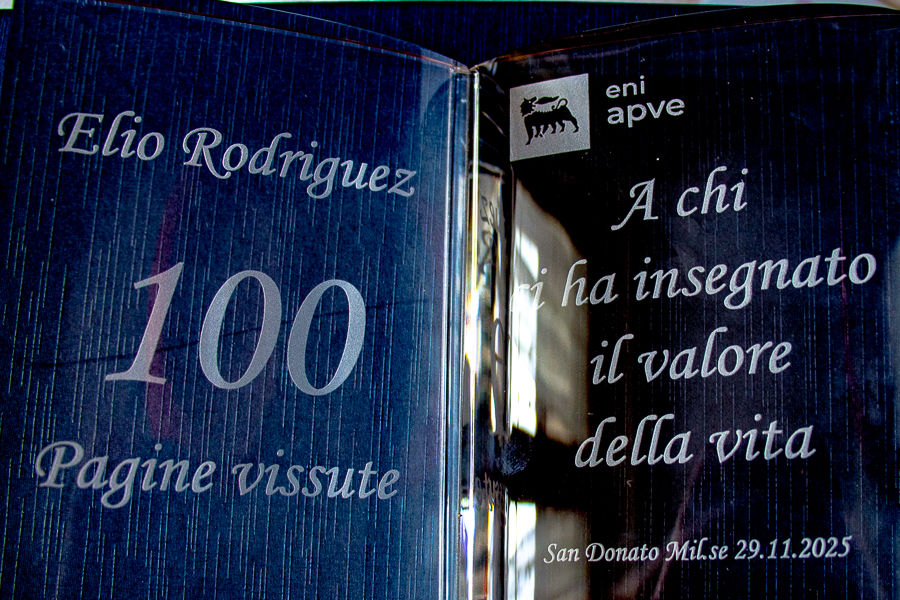 Elio Rodriguez
100
Pagine vissute
eni
apve
A chi
ci ha insegnato
il valore
della vita
San Donato Mil.se 29.11.2025